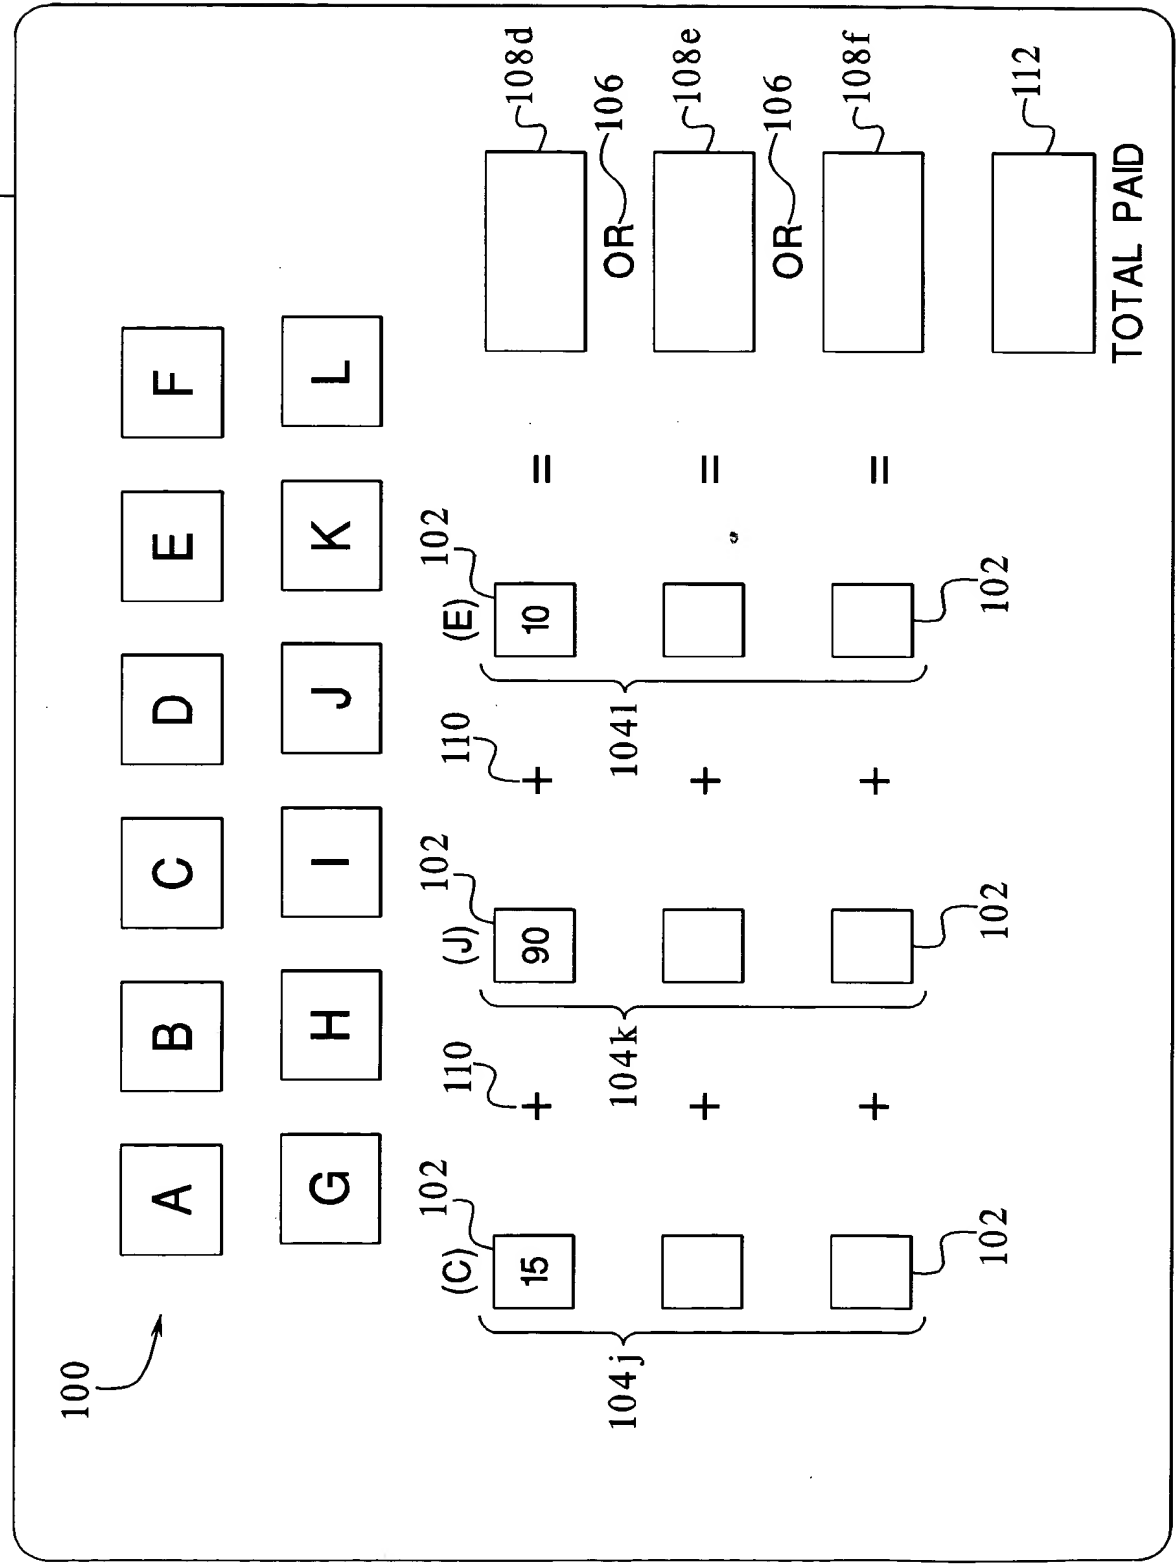 100
A B C D E F
G H I J K L
(C) 102 (J) 102 (E) 102
110 110
15 + 90 + 10 = 108d
OR 106
104j 104k 104l
+ + = 108e
OR 106
+ + = 108f
102 102 102
112
TOTAL PAID